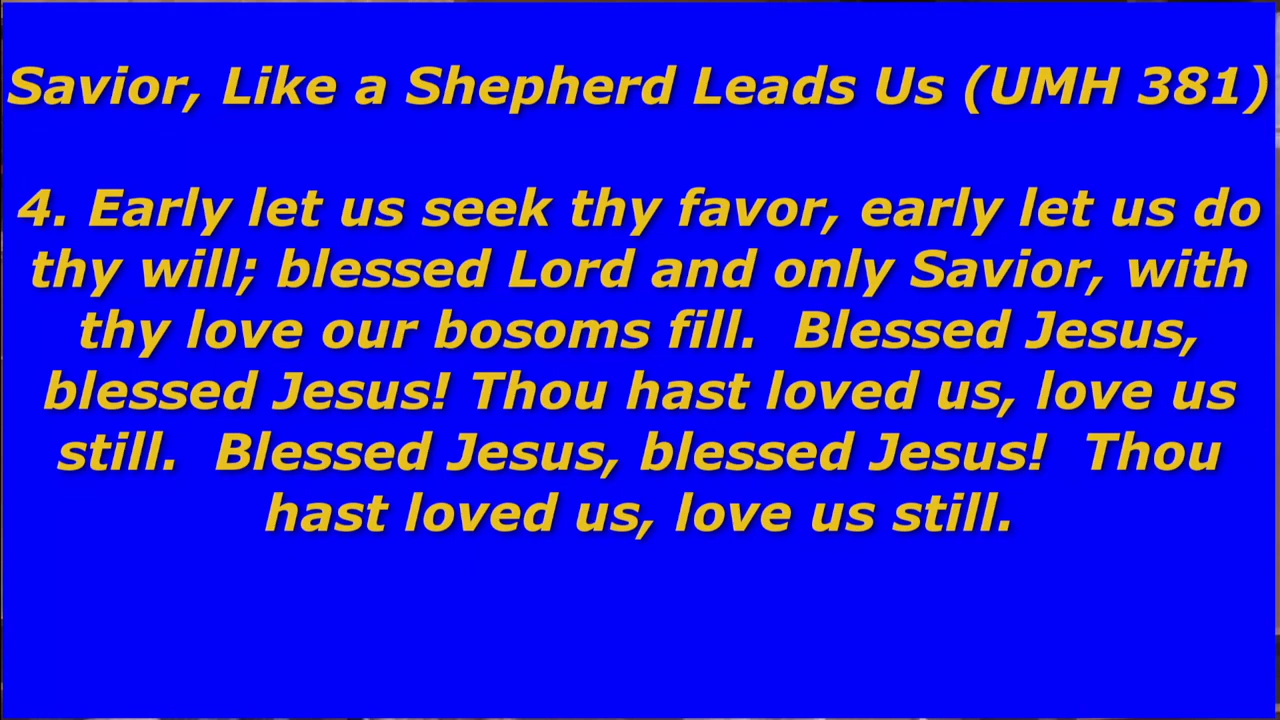 Savior, Like a Shepherd Leads Us (UMH 381)
4. Early let us seek thy favor, early let us do
thy will; blessed Lord and only Savior, with
thy love our bosoms fill.  Blessed Jesus,
blessed Jesus! Thou hast loved us, love us
still.  Blessed Jesus, blessed Jesus!  Thou
hast loved us, love us still.